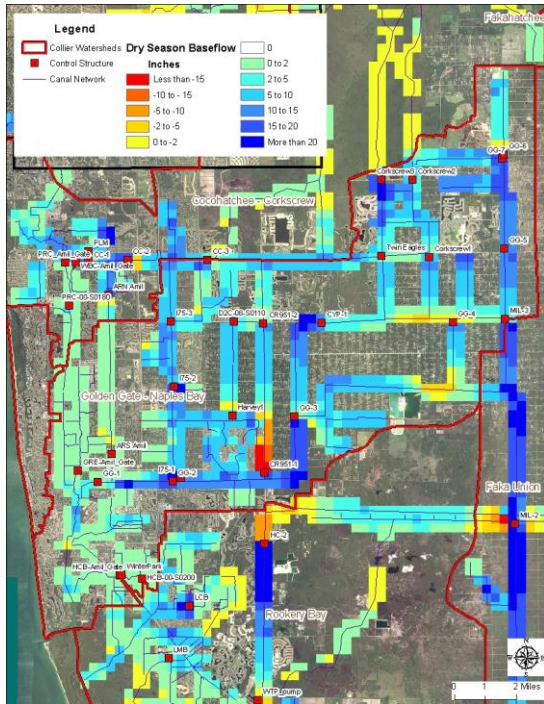 Fakahatchee
Legend
Collier Watersheds
Control Structure
Canal Network
Dry Season Baseflow
Inches
Less than -15
-10 to - 15
-5 to -10
-2 to -5
0 to -2
0
0 to 2
2 to 5
5 to 10
10 to 15
15 to 20
More than 20
GG-6
GG-7
Corkscrew3
Corkscrew2
Cocohatchee - Corkscrew
PLM
PRC_Amil_Gate
CC-1
CC-2
CC-3
WBC-Amil_Gate
Twin Eagles
Corkscrew1
GG-5
ARN Amil
PRC-00-S0160
I75-3
D2C-08-S0110
CR951-2
CYP-1
GG-4
MIL-3
I75-2
Golden Gate - Naples Bay
Harvey1
GG-3
ARS Amil
GRE-Amil_Gate
GG-1
I75-1
GG-2
CR951-1
Faka Union
MIL-2
HC-2
HCB-Amil_Gate
WinterPark
HCB-00-S0200
LCB
Rookery Bay
LMB
WTP_pump
N
0 1 2 Miles